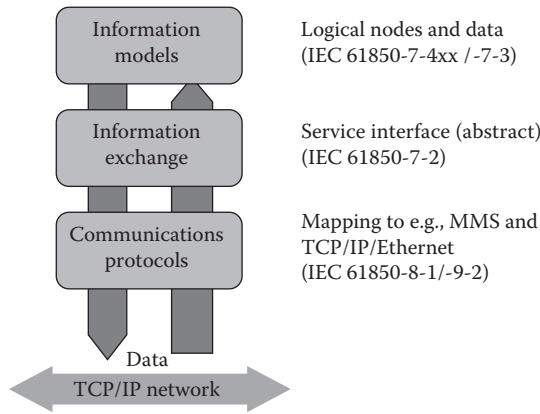 Information
models
Logical nodes and data
(IEC 61850-7-4xx /-7-3)
Information
exchange
Service interface (abstract)
(IEC 61850-7-2)
Communications
protocols
Mapping to e.g., MMS and
TCP/IP/Ethernet
(IEC 61850-8-1/-9-2)
Data
TCP/IP network